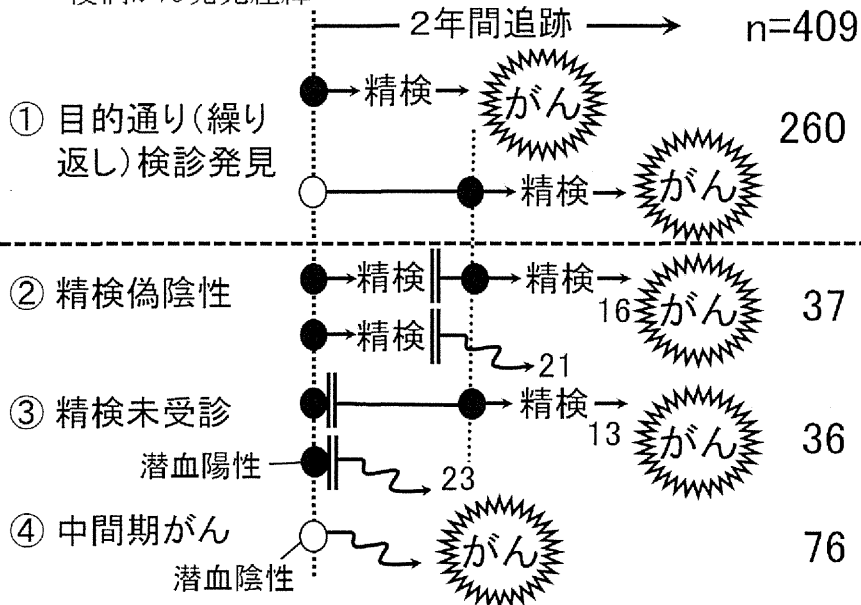 2年間追跡
n=409
精検
がん
① 目的通り(繰り
返し)検診発見
260
精検
がん
② 精検偽陰性
精検
精検
16
がん
37
精検
21
③ 精検未受診
精検
13
がん
36
潜血陽性
23
④ 中間期がん
がん
76
潜血陰性